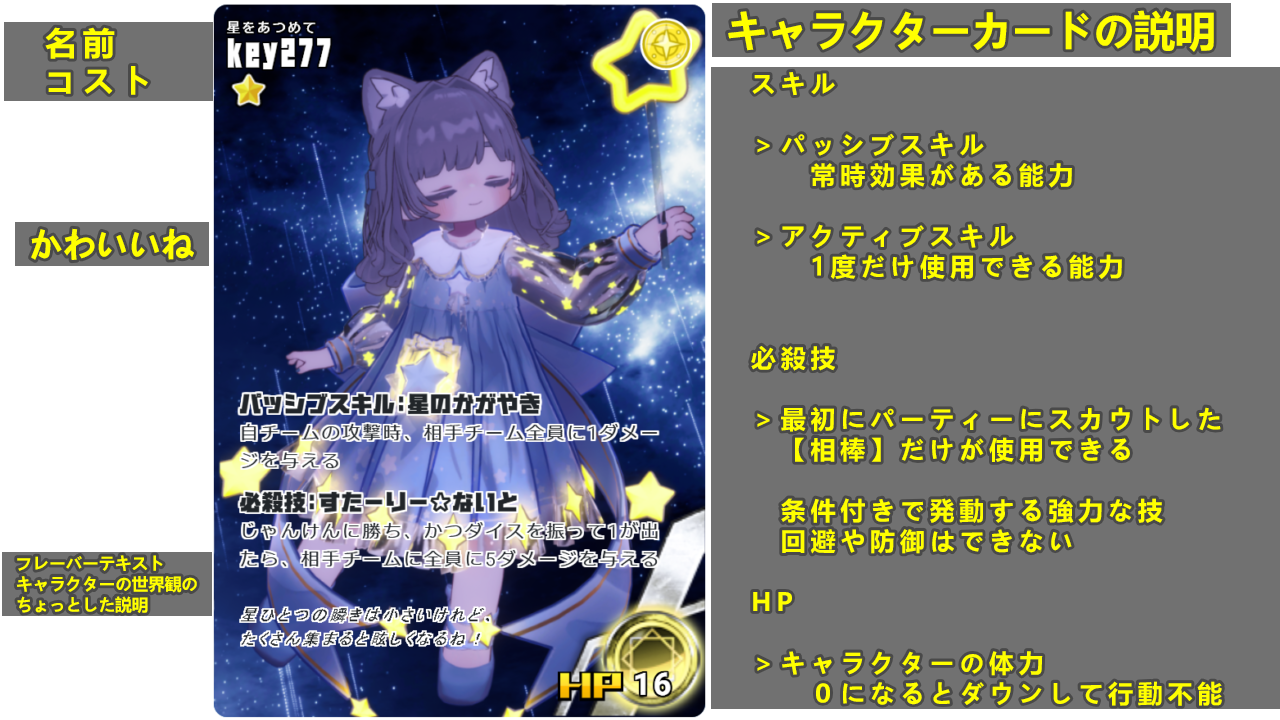 名前
コスト
かわいいね
フレーバーテキスト
キャラクターの世界観の
ちょっとした説明
星をあつめて
key277
パッシブスキル:星のかがやき
自チームの攻撃時、相手チーム全員に1ダメー
ジを与える
必殺技:すたーりー☆ないと
じゃんけんに勝ち、かつダイスを振って1が出
たら、相手チームに全員に5ダメージを与える
星ひとつの瞬きは小さいけれど、
たくさん集まると眩しくなるね！
HP 16
キャラクターカードの説明
スキル
＞パッシブスキル
常時効果がある能力
＞アクティブスキル
1度だけ使用できる能力
必殺技
＞最初にパーティーにスカウトした
【相棒】だけが使用できる
条件付きで発動する強力な技
回避や防御はできない
HP
＞キャラクターの体力
０になるとダウンして行動不能